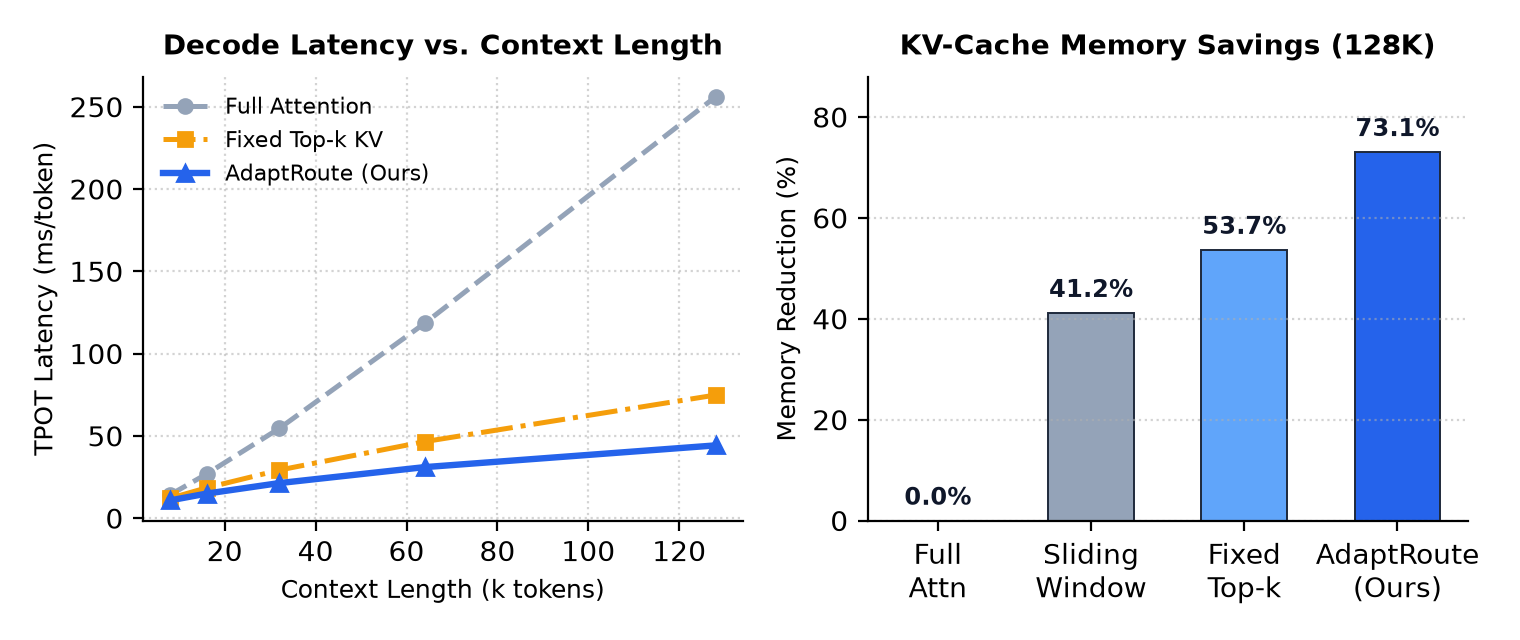 Decode Latency vs. Context Length
Full Attention
Fixed Top-k KV
AdaptRoute (Ours)
TPOT Latency (ms/token)
250
200
150
100
50
0
20 40 60 80 100 120
Context Length (k tokens)
KV-Cache Memory Savings (128K)
Memory Reduction (%)
80
60
40
20
0
0.0%
41.2%
53.7%
73.1%
Full
Attn
Sliding
Window
Fixed
Top-k
AdaptRoute
(Ours)